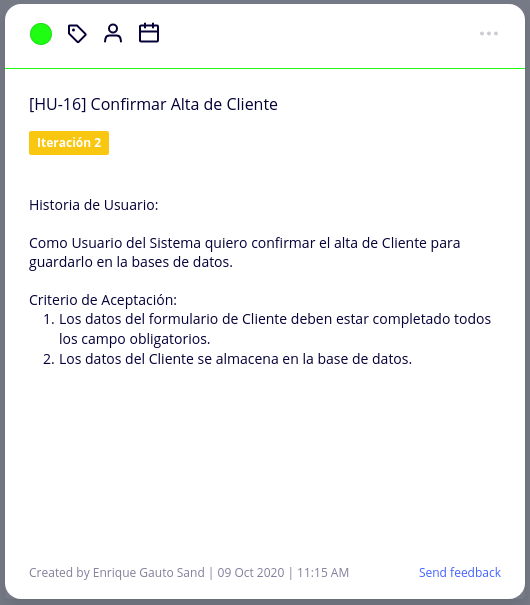 [HU-16] Confirmar Alta de Cliente
Iteración 2
Historia de Usuario:
Como Usuario del Sistema quiero confirmar el alta de Cliente para
guardarlo en la bases de datos.
Criterio de Aceptación:
1. Los datos del formulario de Cliente deben estar completado todos
los campo obligatorios.
2. Los datos del Cliente se almacena en la base de datos.
Created by Enrique Gauto Sand | 09 Oct 2020 | 11:15 AM
Send feedback